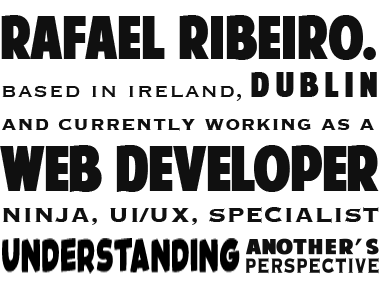 RAFAEL RIBEIRO.
BASED IN IRELAND, DUBLIN
AND CURRENTLY WORKING AS A
WEB DEVELOPER
NINJA, UI/UX, SPECIALIST
UNDERSTANDING ANOTHER'S
PERSPECTIVE